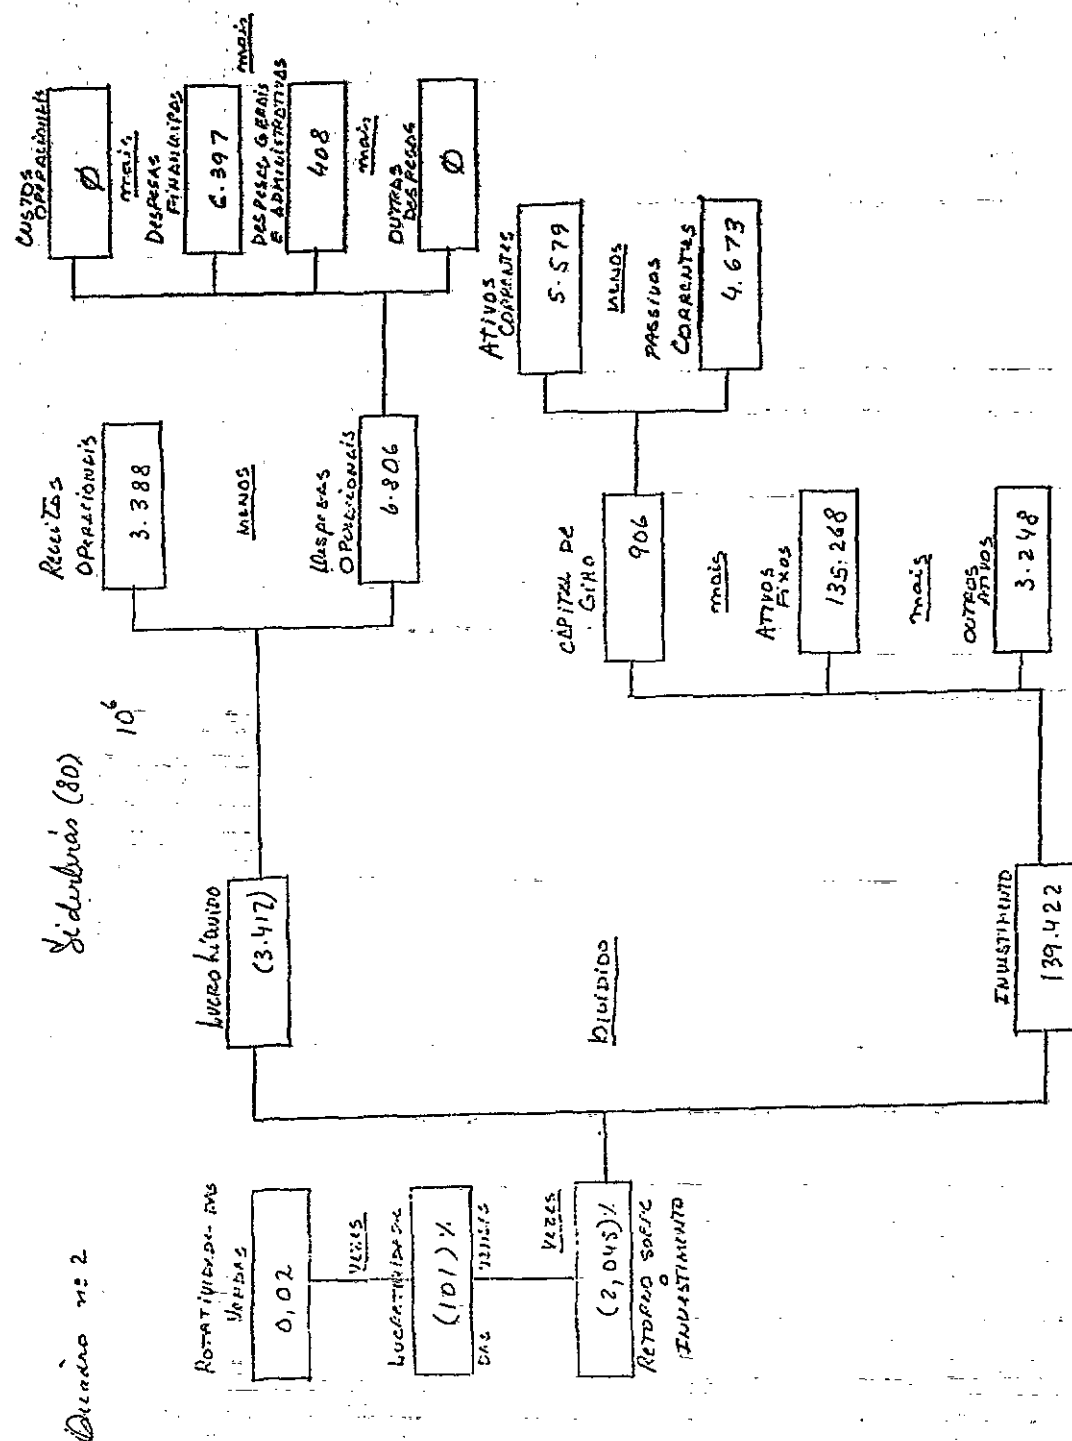 Quadro nº 2
Siderbrás (80)
10⁶
ROTATIVIDADE DAS
VENDAS
0,02
VEZES
LUCRATIVIDADE
DAS VENDAS
(101)%
VEZES
(2,045)%
RETORNO SOBRE
O
INVESTIMENTO
LUCRO LÍQUIDO
(3.417)
DIVIDIDO
INVESTIMENTO
139.422
Receitas
OPERACIONAIS
3.388
MENOS
Despesas
OPERACIONAIS
6.806
CUSTOS
OPERACIONAIS
Ø
mais
DESPESAS
FINANCEIRAS
6.397
mais
DESPESAS GERAIS
E ADMINISTRATIVAS
408
mais
OUTRAS
DESPESAS
Ø
CAPITAL DE
GIRO
906
mais
ATIVOS
FIXOS
135.268
mais
OUTROS
ATIVOS
3.248
ATIVOS
CORRENTES
5.579
MENOS
PASSIVOS
CORRENTES
4.673